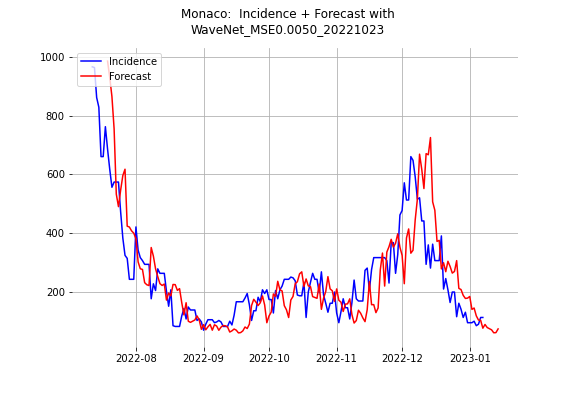 Monaco:  Incidence + Forecast with
WaveNet_MSE0.0050_20221023
Incidence
Forecast
1000
800
600
400
200
2022-08
2022-09
2022-10
2022-11
2022-12
2023-01